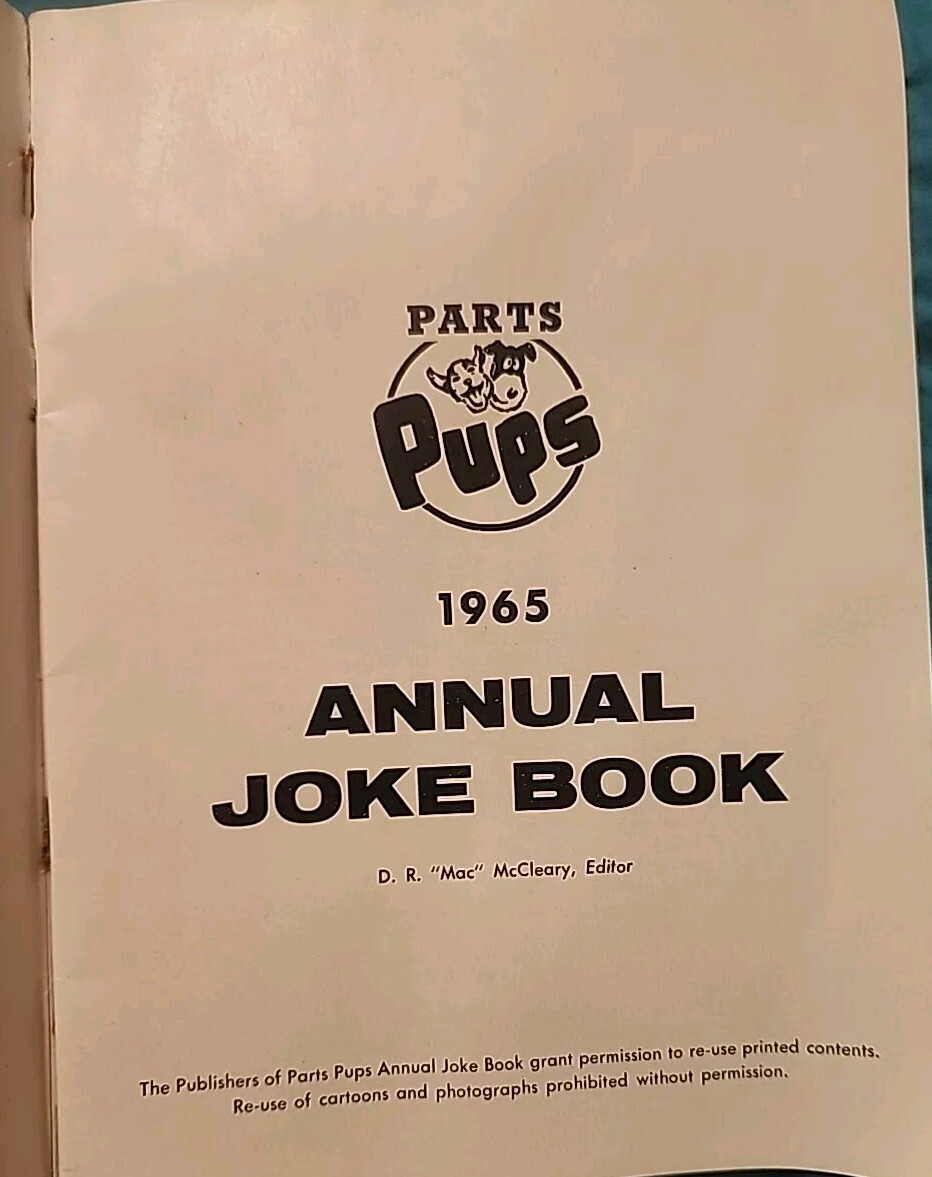 PARTS
Pups
1965
ANNUAL
JOKE BOOK
D. R. "Mac" McCleary, Editor
The Publishers of Parts Pups Annual Joke Book grant permission to re-use printed contents.
Re-use of cartoons and photographs prohibited without permission.